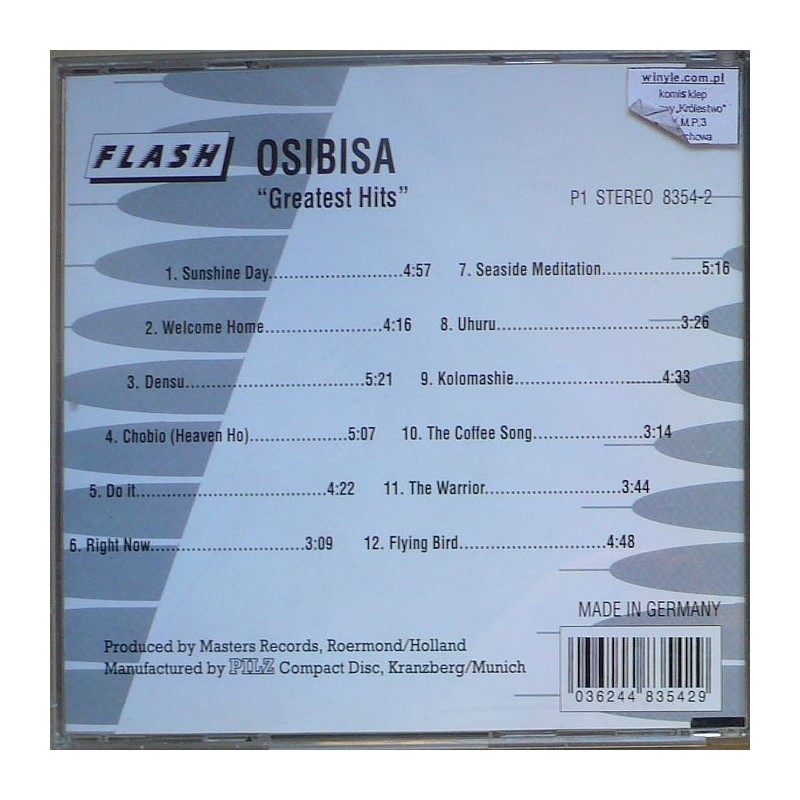 winyle.com.pl
komis klep
„Królestwo"
M.P.3
FLASH
OSIBISA
“Greatest Hits”
P1 STEREO 8354-2
1. Sunshine Day........................4:57
2. Welcome Home.....................4:16
3. Densu................................5:21
4. Chobio (Heaven Ho).................5:07
5. Do it..................................4:22
6. Right Now...........................3:09
7. Seaside Meditation..................5:16
8. Uhuru.................................3:26
9. Kolomashie...........................4:33
10. The Coffee Song....................3:14
11. The Warrior........................3:44
12. Flying Bird..........................4:48
MADE IN GERMANY
Produced by Masters Records, Roermond/Holland
Manufactured by PILZ Compact Disc, Kranzberg/Munich
036244 835429